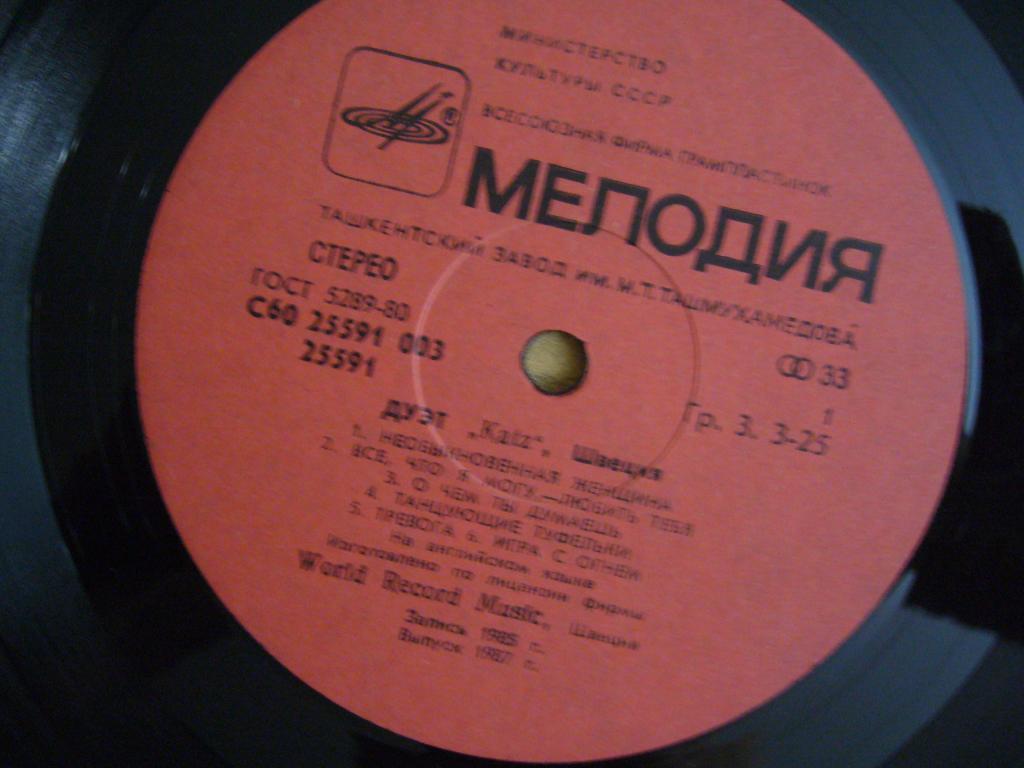 МИНИСТЕРСТВО
КУЛЬТУРЫ СССР
ВСЕСОЮЗНАЯ ФИРМА ГРАМПЛАСТИНОК
®
МЕЛОДИЯ
ТАШКЕНТСКИЙ ЗАВОД ИМ. М.Т.ТАШМУХАМЕДОВА
СТЕРЕО
ГОСТ 5289-80
С60 25591 003
25591
33
1
Гр. 3. 3-25
ДУЭТ „Katz“, Швеция
1. НЕОБЫКНОВЕННАЯ ЖЕНЩИНА
2. ВСЕ, ЧТО Я МОГУ,—ЛЮБИТЬ ТЕБЯ
3. О ЧЕМ ТЫ ДУМАЕШЬ
4. ТАНЦУЮЩИЕ ТУФЕЛЬКИ
5. ТРЕВОГА 6. ИГРА С ОГНЕМ
На английском языке
Изготовлено по лицензии фирмы
World Record Music, Швеция
Запись 1985 г.
Выпуск 1987 г.